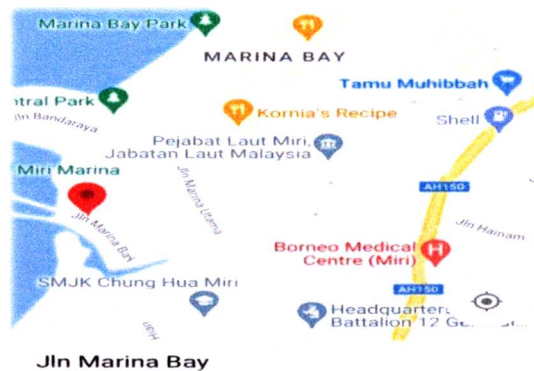 Marina Bay Park
MARINA BAY
Tamu Muhibbah
ntral Park
Kornia's Recipe
Shell
Jln Bandaraya
Pejabat Laut Miri,
Jabatan Laut Malaysia
Miri Marina
Jln Marina Utama
AH150
Jln Marina Bay
Jln Hainam
Borneo Medical
Centre (Miri)
H
SMJK Chung Hua Miri
AH150
Headquarters
Battalion 12 Ge
Jln Marina Bay